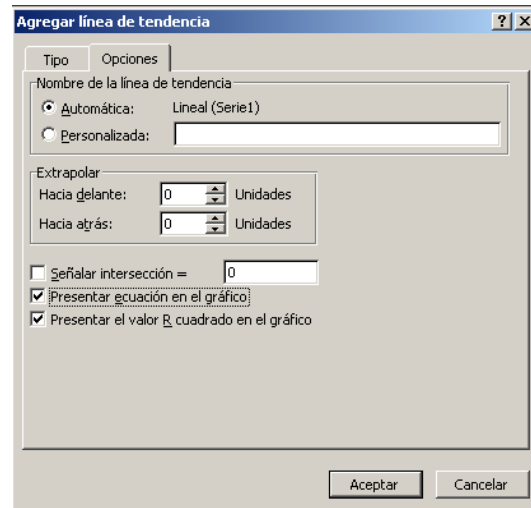 Agregar línea de tendencia
Tipo
Opciones
Nombre de la línea de tendencia
Automática: Lineal (Serie1)
Personalizada:
Extrapolar
Hacia delante: 0 Unidades
Hacia atrás: 0 Unidades
Señalar intersección = 0
Presentar ecuación en el gráfico
Presentar el valor R cuadrado en el gráfico
Aceptar
Cancelar